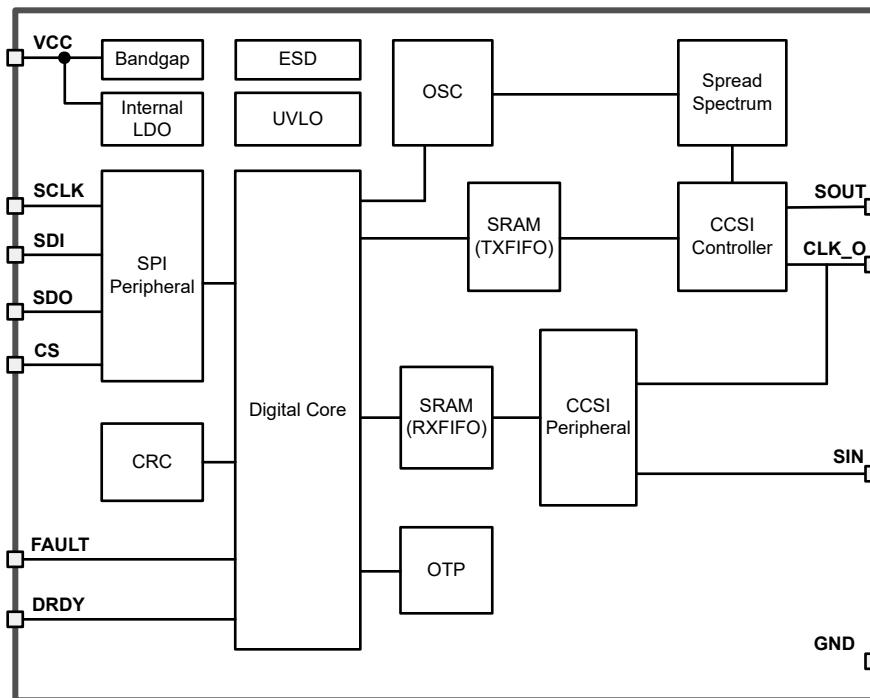 VCC
Bandgap
ESD
OSC
Spread
Spectrum
Internal
LDO
UVLO
SCLK
SDI
SDO
CS
SPI
Peripheral
SRAM
(TXFIFO)
CCSI
Controller
SOUT
CLK_O
Digital Core
SRAM
(RXFIFO)
CCSI
Peripheral
SIN
CRC
FAULT
DRDY
OTP
GND